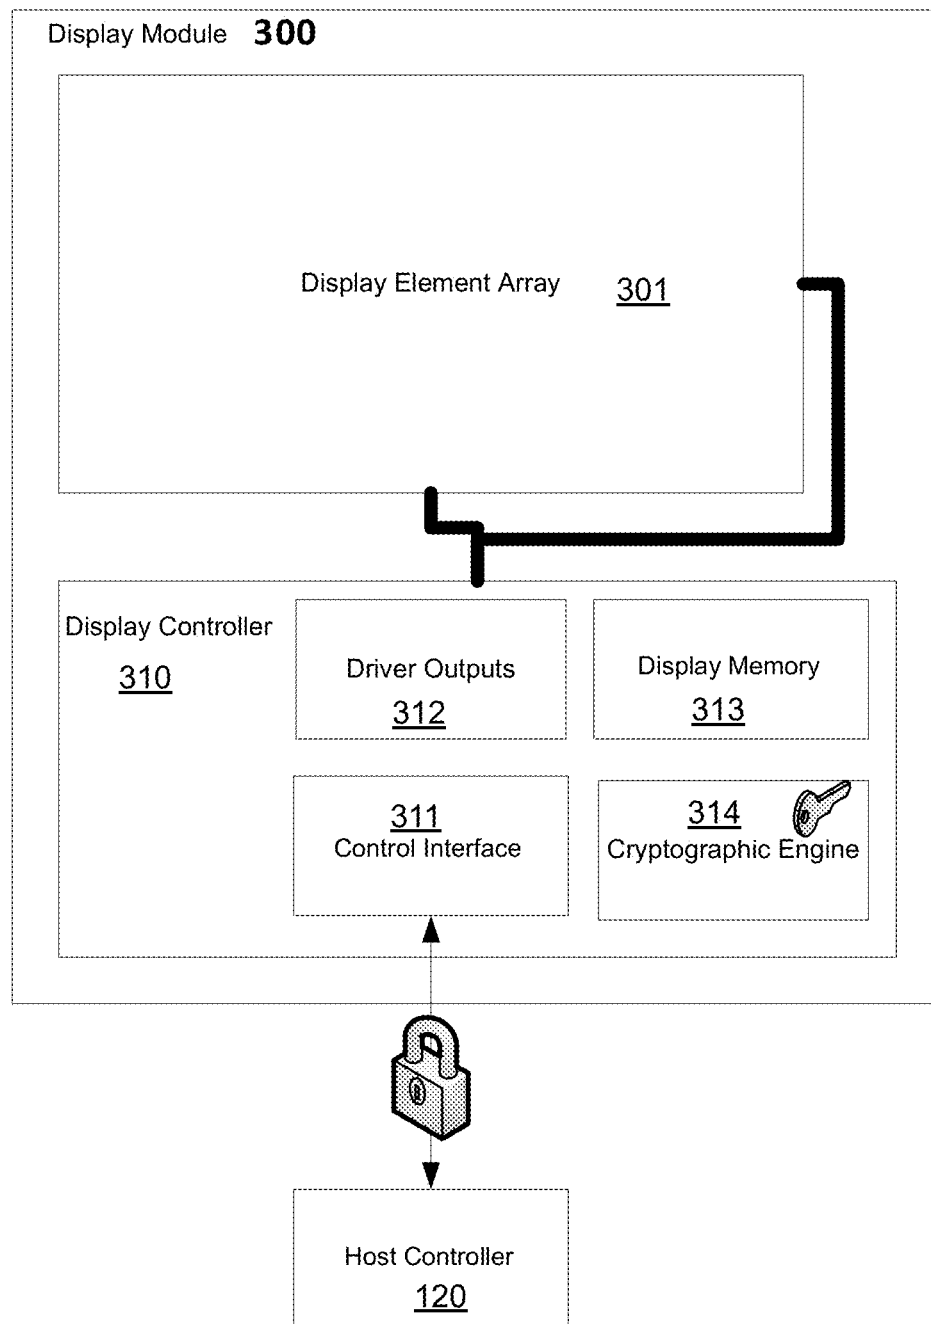 Display Module 300
Display Element Array 301
Display Controller
310
Driver Outputs
312
Display Memory
313
311
Control Interface
314
Cryptographic Engine
Host Controller
120